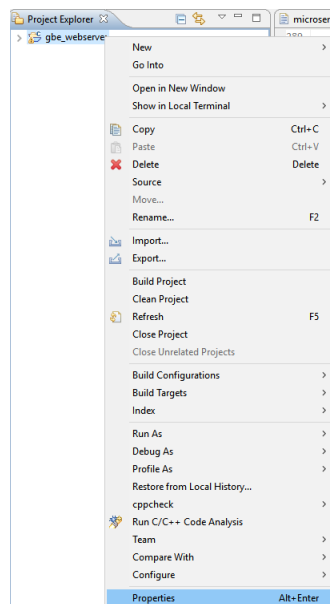 Project Explorer
microser
gbe_webserver
289
New
Go Into
Open in New Window
Show in Local Terminal
Copy Ctrl+C
Paste Ctrl+V
Delete Delete
Source
Move...
Rename... F2
Import...
Export...
Build Project
Clean Project
Refresh F5
Close Project
Close Unrelated Projects
Build Configurations
Build Targets
Index
Run As
Debug As
Profile As
Restore from Local History...
cppcheck
Run C/C++ Code Analysis
Team
Compare With
Configure
Properties Alt+Enter